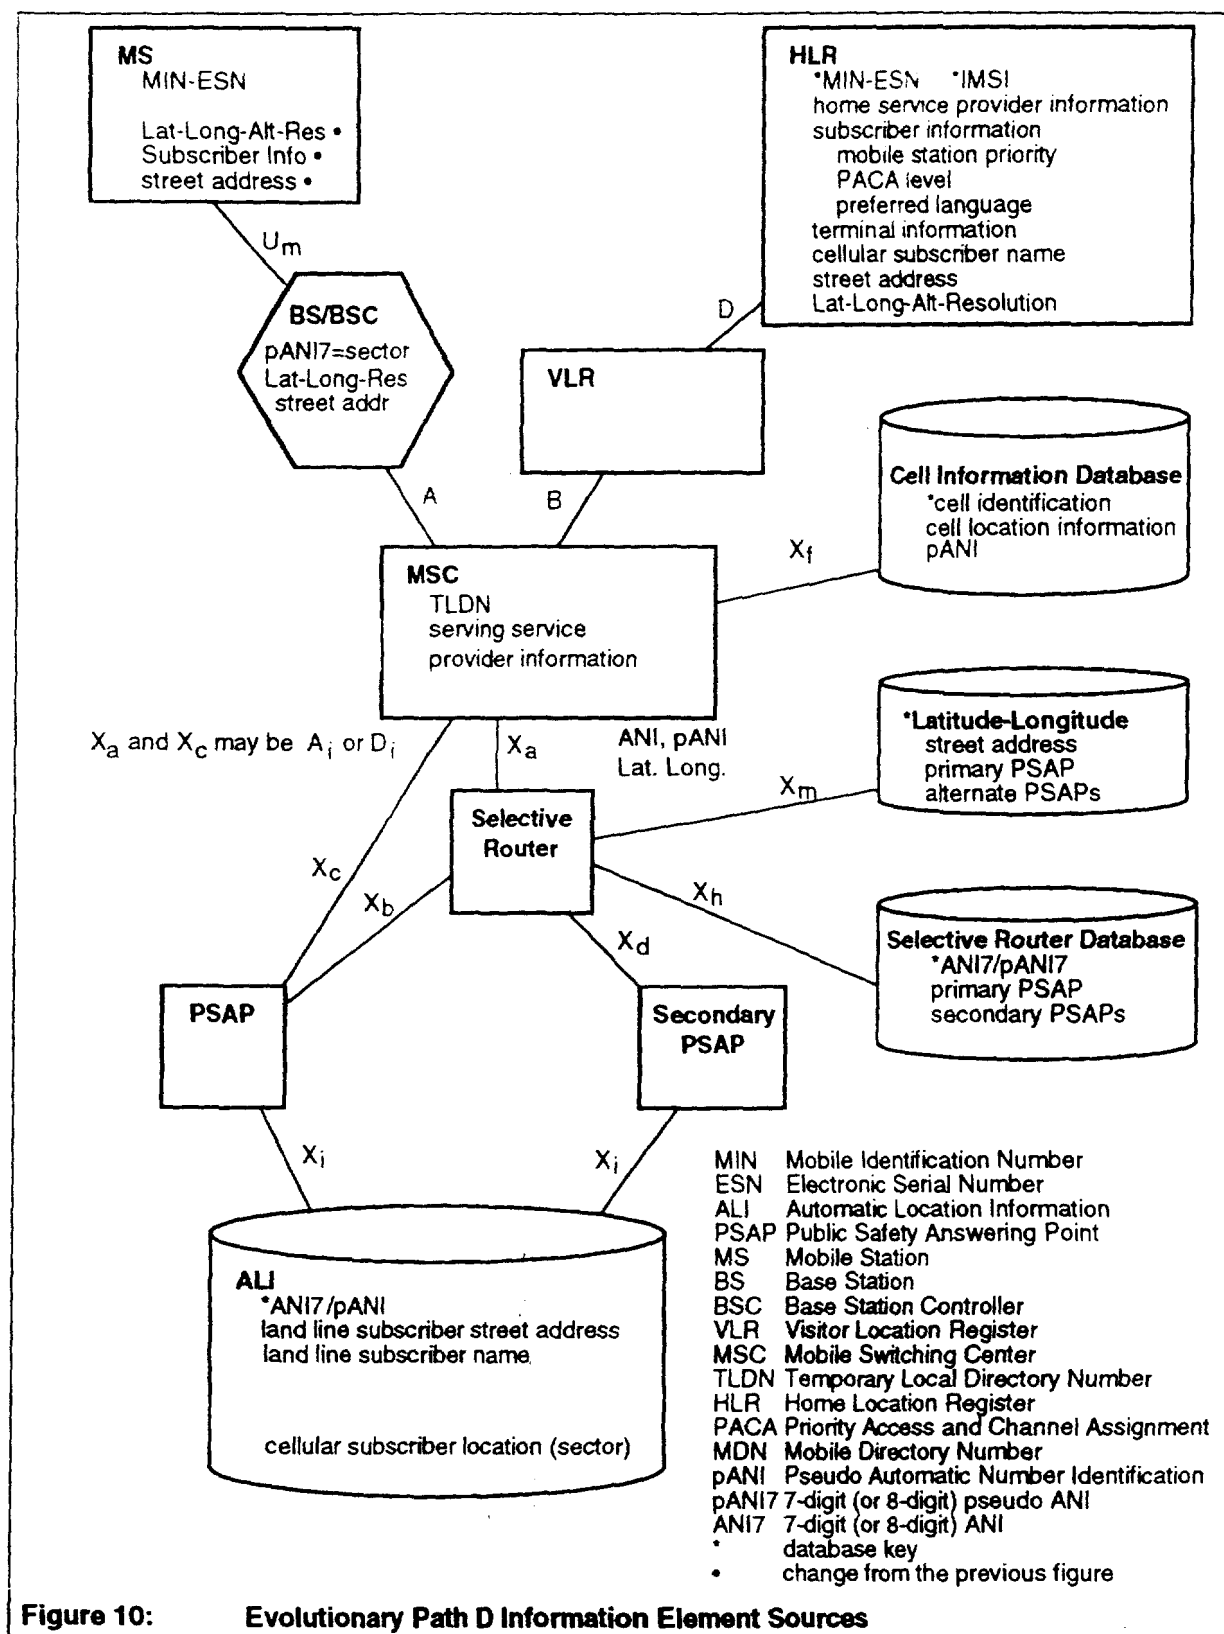 MS
MIN-ESN
Lat-Long-Alt-Res •
Subscriber Info •
street address •
HLR
*MIN-ESN *IMSI
home service provider information
subscriber information
mobile station priority
PACA level
preferred language
terminal information
cellular subscriber name
street address
Lat-Long-Alt-Resolution
Um
D
BS/BSC
pANI7=sector
Lat-Long-Res
street addr
VLR
A
B
Cell Information Database
*cell identification
cell location information
pANI
Xf
MSC
TLDN
serving service
provider information
*Latitude-Longitude
street address
primary PSAP
alternate PSAPs
Xa and Xc may be Ai or Di
Xa
ANI, pANI
Lat. Long.
Xm
Selective
Router
Xc
Xb
Xh
Xd
Selective Router Database
*ANI7/pANI7
primary PSAP
secondary PSAPs
PSAP
Secondary
PSAP
Xi
Xi
ALI
*ANI7/pANI
land line subscriber street address
land line subscriber name
cellular subscriber location (sector)
MIN Mobile Identification Number
ESN Electronic Serial Number
ALI Automatic Location Information
PSAP Public Safety Answering Point
MS Mobile Station
BS Base Station
BSC Base Station Controller
VLR Visitor Location Register
MSC Mobile Switching Center
TLDN Temporary Local Directory Number
HLR Home Location Register
PACA Priority Access and Channel Assignment
MDN Mobile Directory Number
pANI Pseudo Automatic Number Identification
pANI7 7-digit (or 8-digit) pseudo ANI
ANI7 7-digit (or 8-digit) ANI
* database key
• change from the previous figure
Figure 10: Evolutionary Path D Information Element Sources